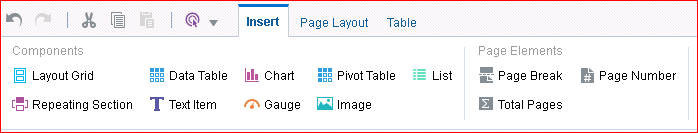 Insert Page Layout Table
Components Page Elements
Layout Grid Data Table Chart Pivot Table List Page Break Page Number
Repeating Section Text Item Gauge Image Total Pages